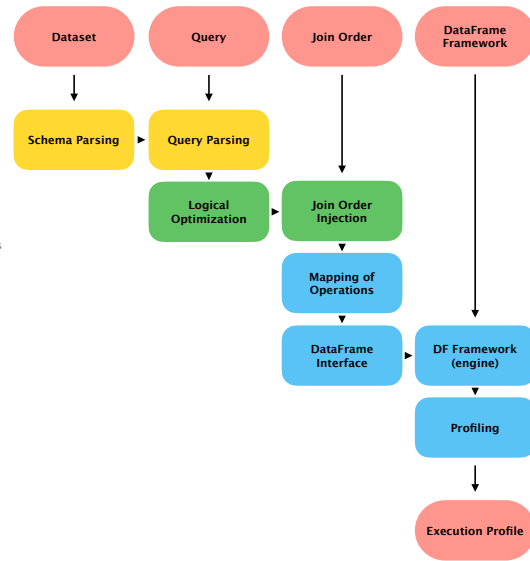 Dataset
Query
Join Order
DataFrame
Framework
Schema Parsing
Query Parsing
Logical
Optimization
Join Order
Injection
Mapping of
Operations
DataFrame
Interface
DF Framework
(engine)
Profiling
Execution Profile